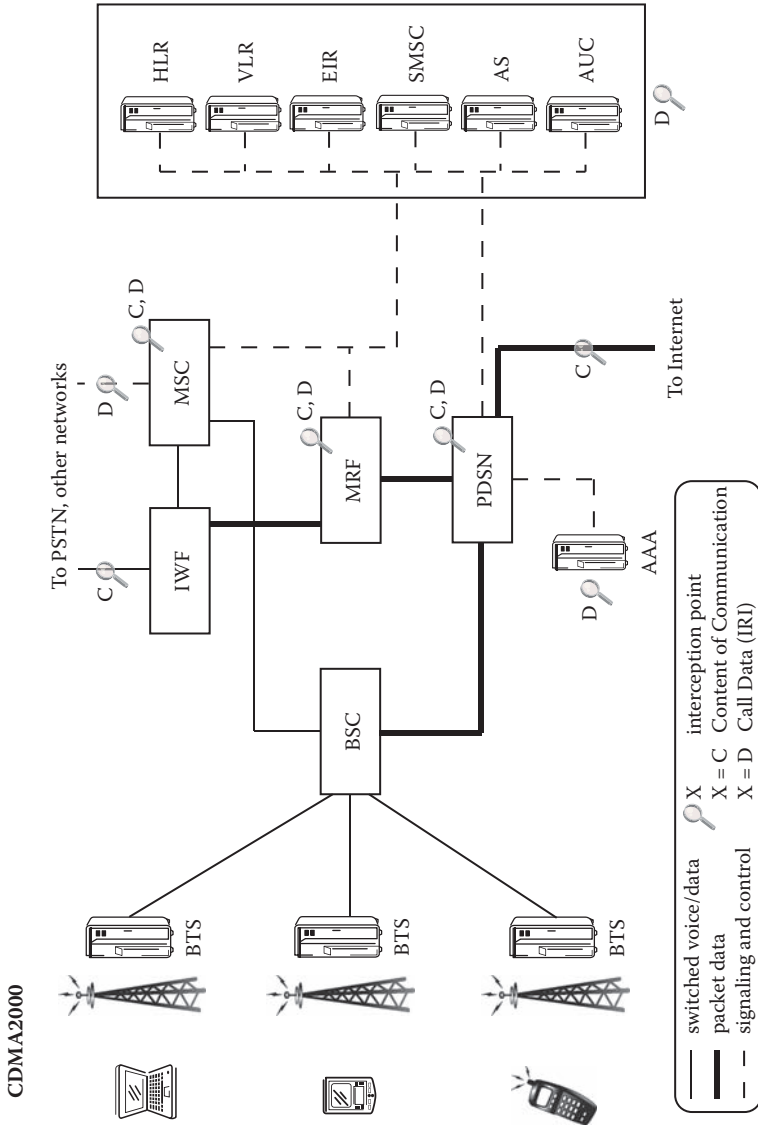 CDMA2000
BTS
BTS
BTS
BSC
To PSTN, other networks
C
D
IWF
MSC
C, D
MRF
C, D
PDSN
C, D
AAA
D
C
To Internet
HLR
VLR
EIR
SMSC
AS
AUC
D
switched voice/data
packet data
signaling and control
X interception point
X = C Content of Communication
X = D Call Data (IRI)